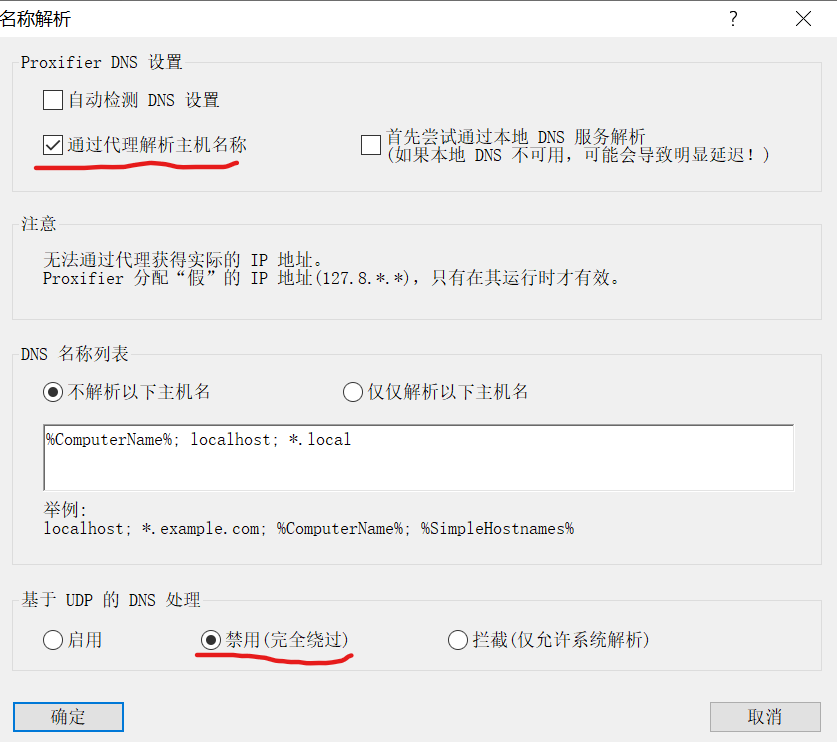 名称解析
Proxifier DNS 设置
自动检测 DNS 设置
通过代理解析主机名称
首先尝试通过本地 DNS 服务解析
(如果本地 DNS 不可用，可能会导致明显延迟！)
注意
无法通过代理获得实际的 IP 地址。
Proxifier 分配“假”的 IP 地址(127.8.*.*)，只有在其运行时才有效。
DNS 名称列表
不解析以下主机名
仅仅解析以下主机名
%ComputerName%; localhost; *.local
举例:
localhost; *.example.com; %ComputerName%; %SimpleHostnames%
基于 UDP 的 DNS 处理
启用
禁用(完全绕过)
拦截(仅允许系统解析)
确定
取消